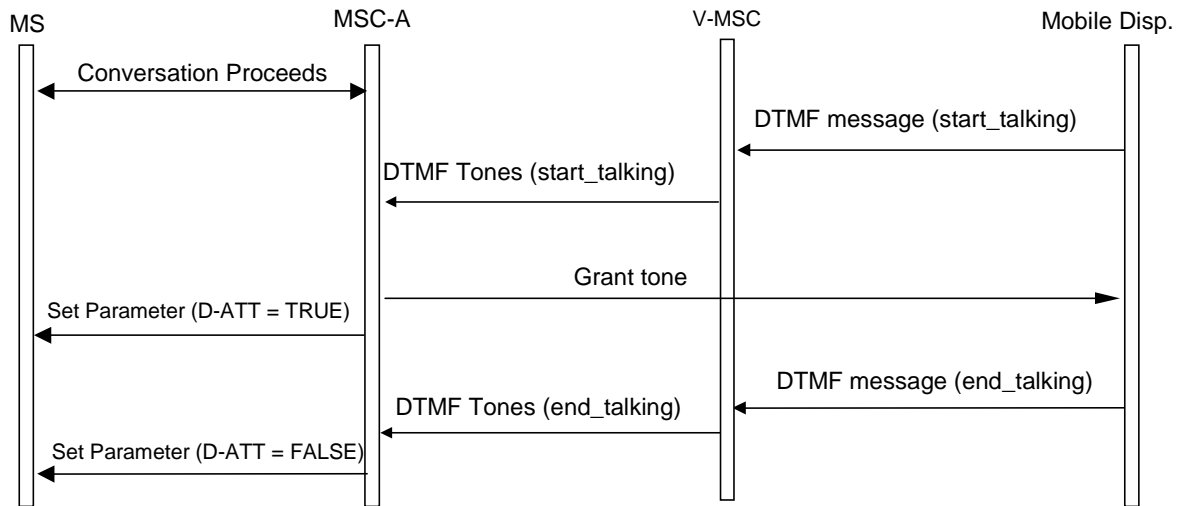 MS
MSC-A
V-MSC
Mobile Disp.
Conversation Proceeds
DTMF message (start_talking)
DTMF Tones (start_talking)
Grant tone
Set Parameter (D-ATT = TRUE)
DTMF message (end_talking)
DTMF Tones (end_talking)
Set Parameter (D-ATT = FALSE)